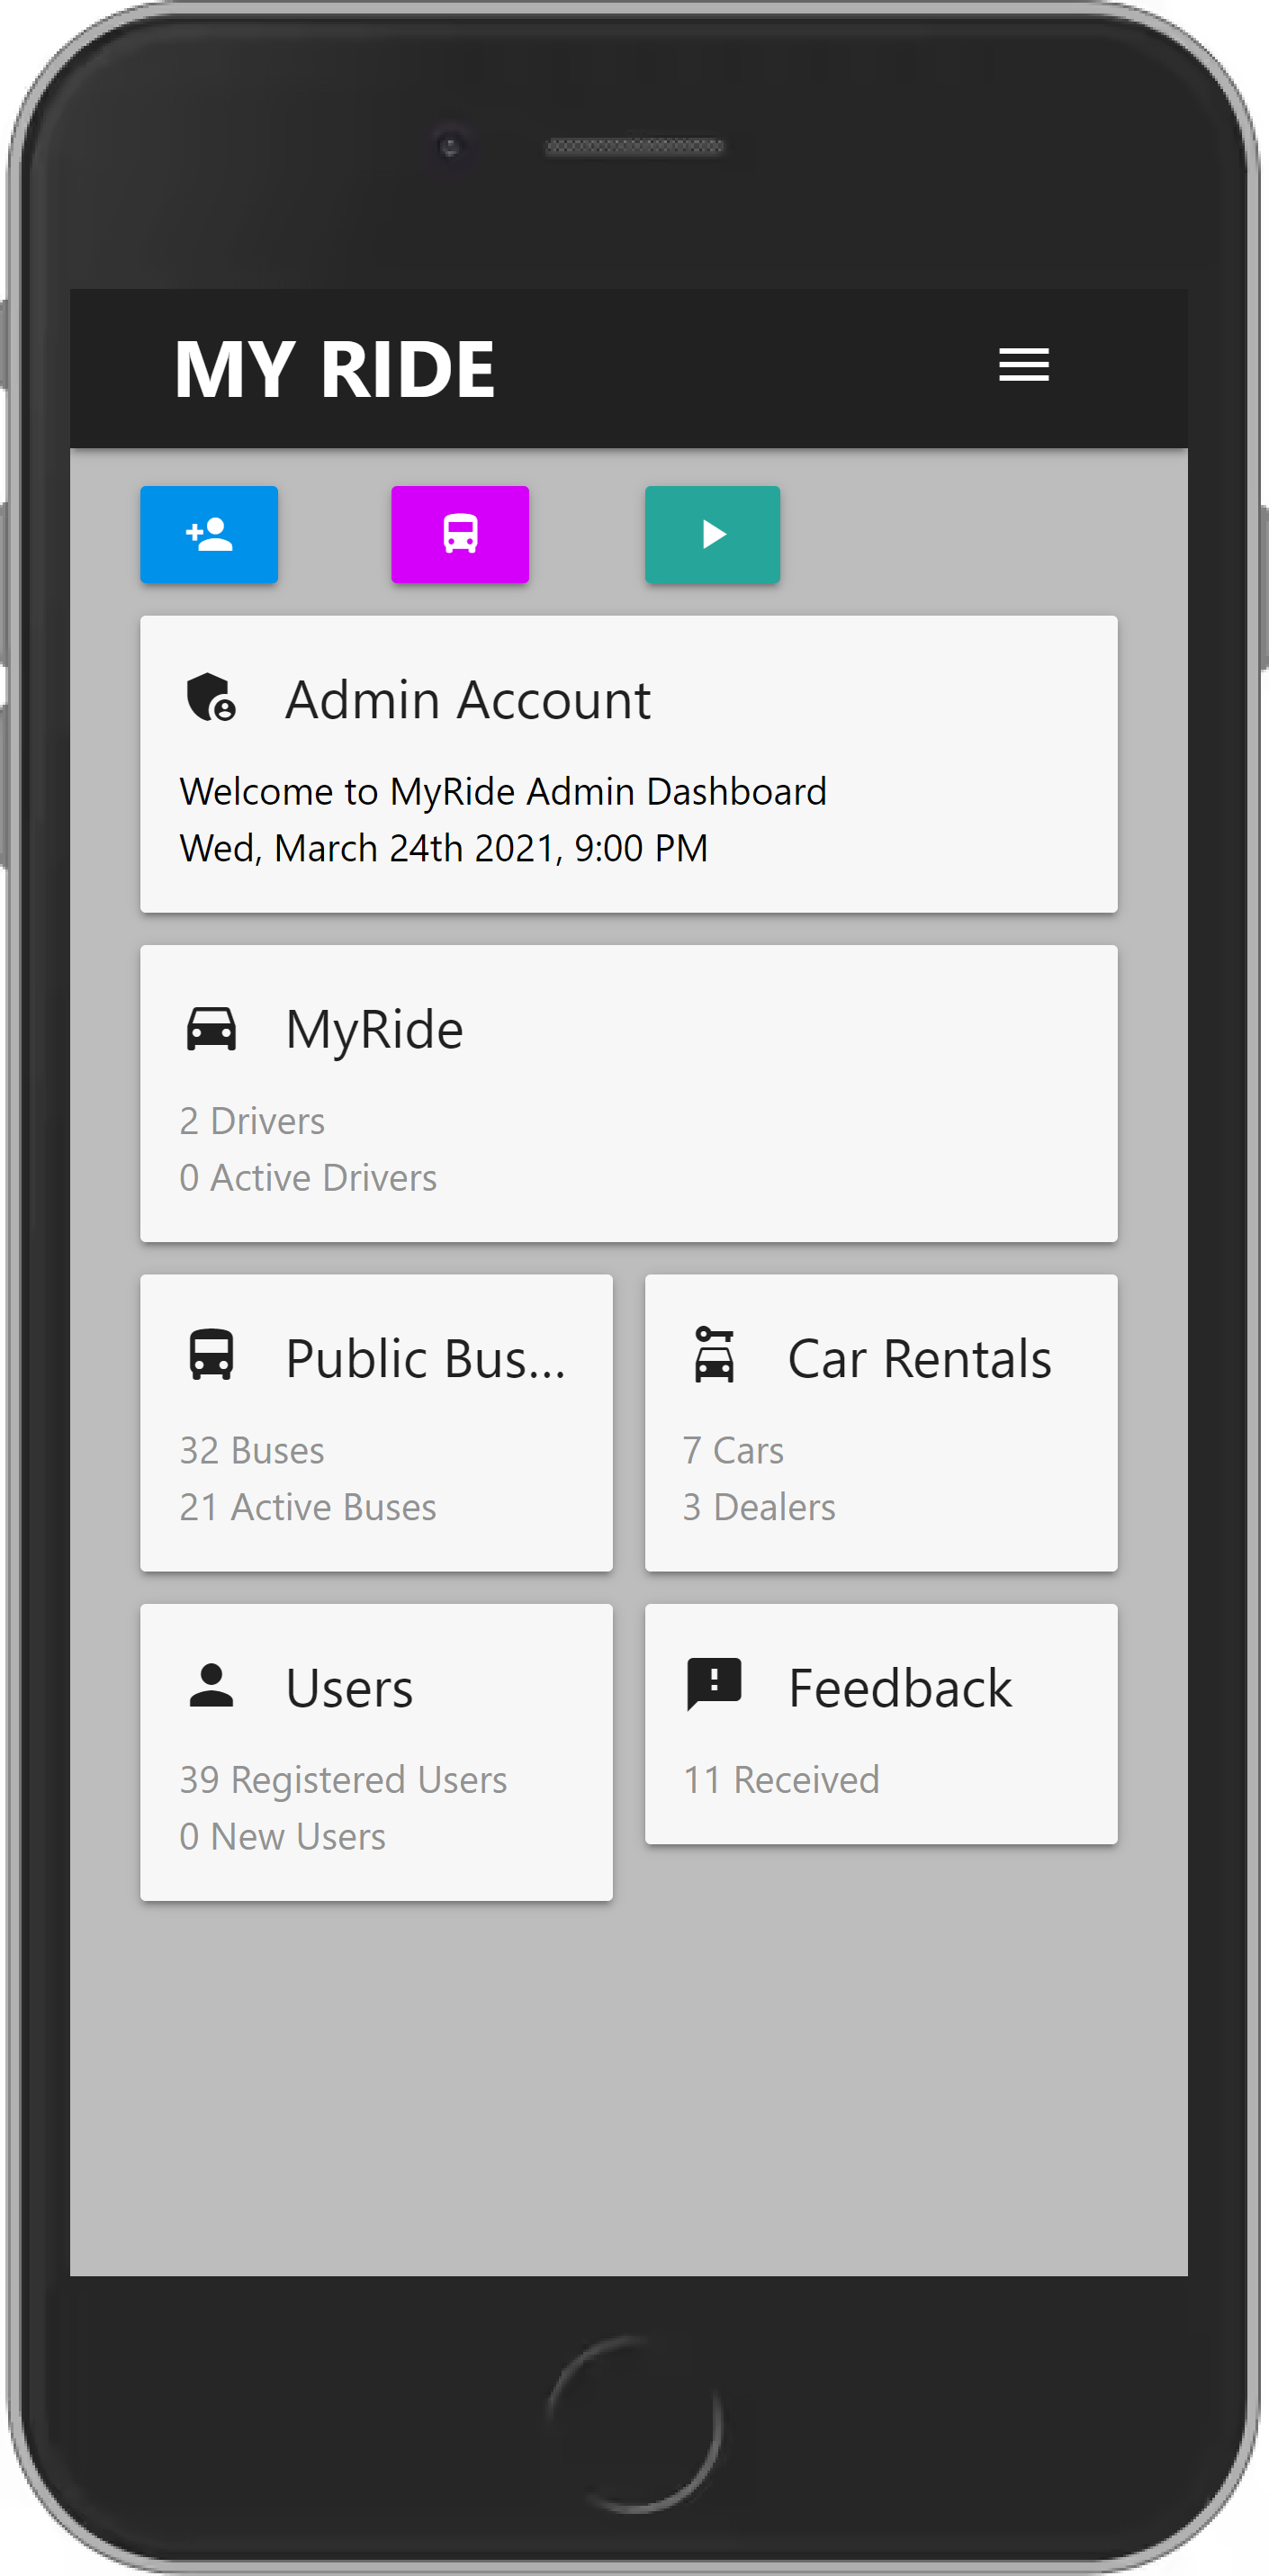 MY RIDE
Admin Account
Welcome to MyRide Admin Dashboard
Wed, March 24th 2021, 9:00 PM
MyRide
2 Drivers
0 Active Drivers
Public Bus...
32 Buses
21 Active Buses
Car Rentals
7 Cars
3 Dealers
Users
39 Registered Users
0 New Users
Feedback
11 Received